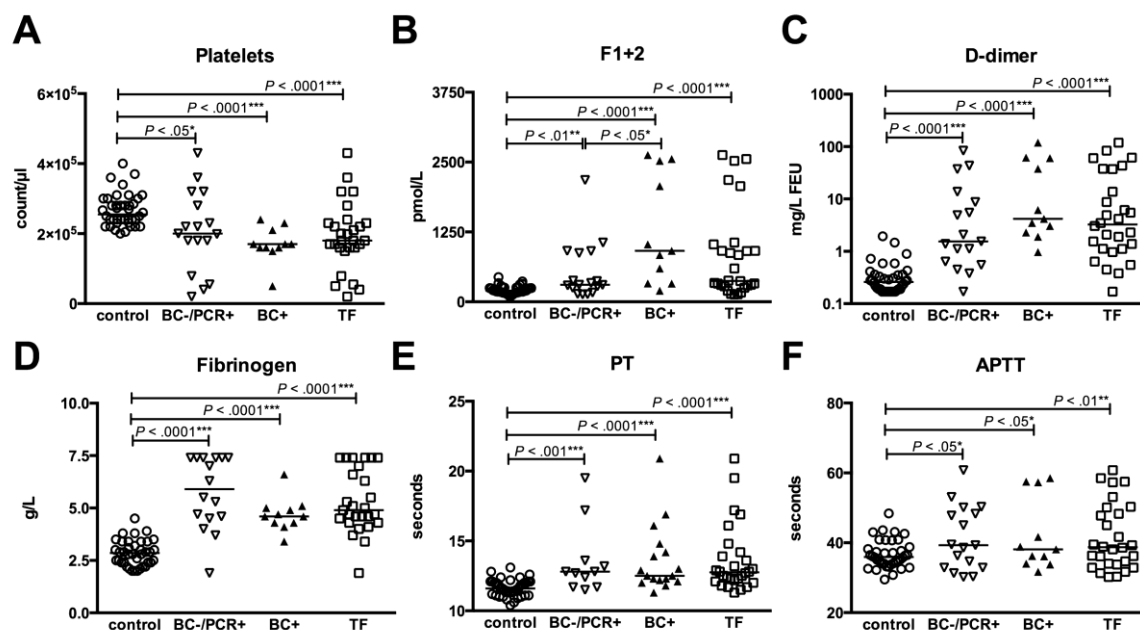 A
Platelets
P < .0001***
P < .0001***
P < .05*
6×10⁵
4×10⁵
2×10⁵
0
count/µl
control BC-/PCR+ BC+ TF
B
F1+2
P < .0001***
P < .0001***
P < .01** P < .05*
3750
2500
1250
0
pmol/L
control BC-/PCR+ BC+ TF
C
D-dimer
P < .0001***
P < .0001***
P < .0001***
1000
100
10
1
0.1
mg/L FEU
control BC-/PCR+ BC+ TF
D
Fibrinogen
P < .0001***
P < .0001***
P < .0001***
10.0
7.5
5.0
2.5
0.0
g/L
control BC-/PCR+ BC+ TF
E
PT
P < .0001***
P < .0001***
P < .001***
25
20
15
10
seconds
control BC-/PCR+ BC+ TF
F
APTT
P < .01**
P < .05*
P < .05*
80
60
40
20
seconds
control BC-/PCR+ BC+ TF